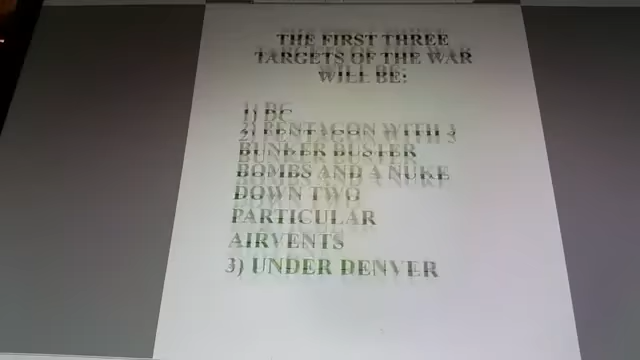 THE FIRST THREE
TARGETS OF THE WAR
WILL BE:
1) DC
2) PENTAGON WITH 3
BUNKER BUSTER
BOMBS AND A NUKE
DOWN TWO
PARTICULAR
AIRVENTS
3) UNDER DENVER